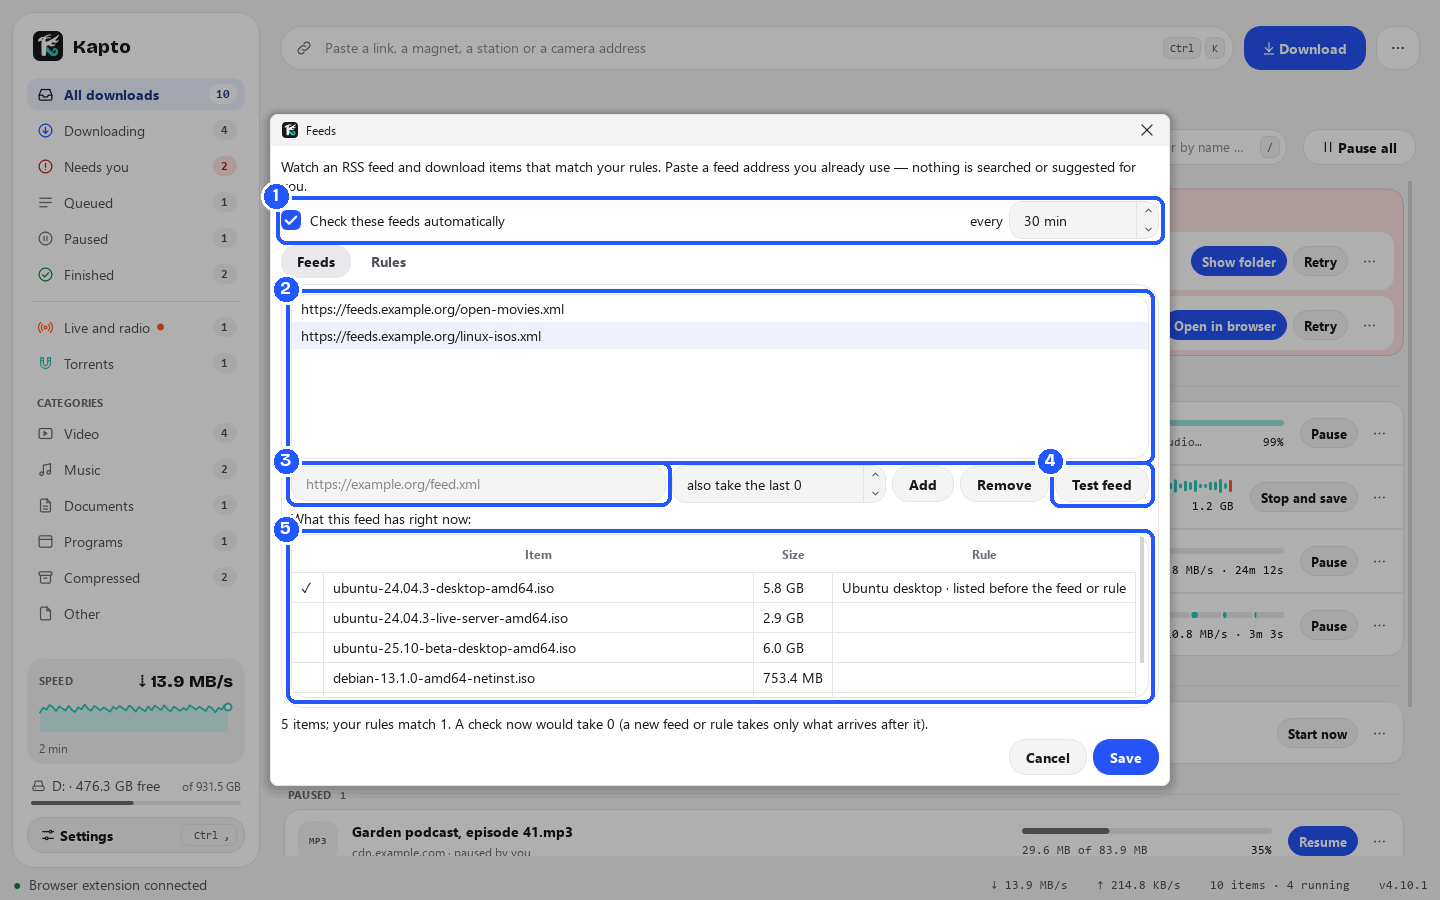 Kapto
Paste a link, a magnet, a station or a camera address
Ctrl K
Download
All downloads 10
Downloading 4
Needs you 2
Queued 1
Paused 1
Finished 2
Live and radio 1
Torrents 1
CATEGORIES
Video 4
Music 2
Documents 1
Programs 1
Compressed 2
Other
SPEED
13.9 MB/s
2 min
D: · 476.3 GB free of 931.5 GB
Settings Ctrl ,
Browser extension connected
Feeds
Watch an RSS feed and download items that match your rules. Paste a feed address you already use — nothing is searched or suggested for
you.
1
Check these feeds automatically every 30 min
Feeds Rules
2
https://feeds.example.org/open-movies.xml
https://feeds.example.org/linux-isos.xml
3 4
https://example.org/feed.xml also take the last 0 Add Remove Test feed
What this feed has right now:
5
Item Size Rule
✓ ubuntu-24.04.3-desktop-amd64.iso 5.8 GB Ubuntu desktop · listed before the feed or rule
ubuntu-24.04.3-live-server-amd64.iso 2.9 GB
ubuntu-25.10-beta-desktop-amd64.iso 6.0 GB
debian-13.1.0-amd64-netinst.iso 753.4 MB
5 items; your rules match 1. A check now would take 0 (a new feed or rule takes only what arrives after it).
Cancel Save
r by name ... / Pause all
Show folder Retry
Open in browser Retry
udio… 99% Pause
1.2 GB Stop and save
8 MB/s · 24m 12s Pause
0.8 MB/s · 3m 3s Pause
Start now
PAUSED 1
MP3 Garden podcast, episode 41.mp3
cdn.example.com · paused by you
29.6 MB of 83.9 MB 35% Resume
↓ 13.9 MB/s ↑ 214.8 KB/s 10 items · 4 running v4.10.1